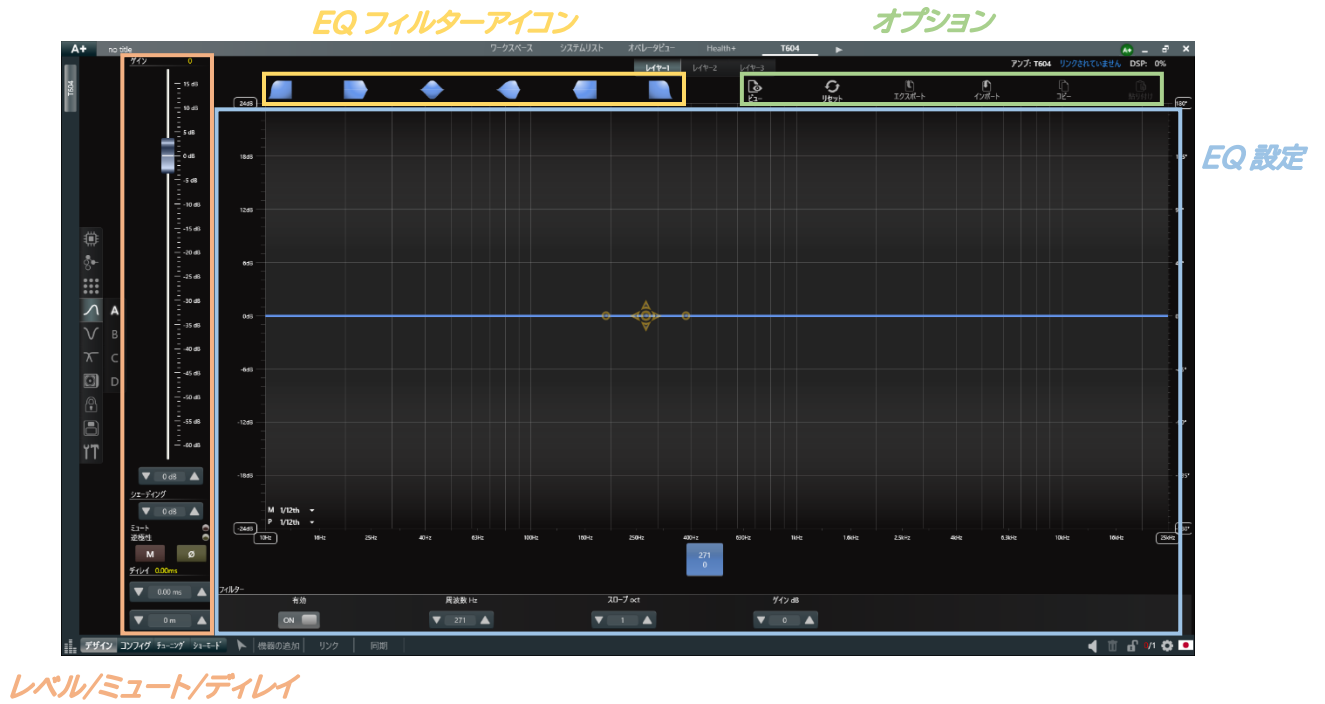 EQ フィルターアイコン
オプション
A+ no title ワークスペース システムリスト オペレータビュー Health+ T604 A+
ゲイン 0
レイヤー1 レイヤー2 レイヤー3
アンプ: T604 リンクされていません DSP: 0%
T604
ビュー リセット エクスポート インポート コピー 貼り付け
15 dB
10 dB
5 dB
0 dB
-5 dB
-10 dB
-15 dB
-20 dB
-25 dB
-30 dB
-35 dB
-40 dB
-45 dB
-50 dB
-55 dB
-60 dB
24dB
18dB
12dB
6dB
0dB
-6dB
-12dB
-18dB
-24dB
180°
EQ 設定
A
B
C
D
0 dB
シェーディング
0 dB
ミュート
逆極性
M ø
ディレイ 0.00ms
0.00 ms
0 m
M 1/12th
P 1/12th
10Hz 16Hz 25Hz 40Hz 63Hz 100Hz 160Hz 250Hz 400Hz 630Hz 1kHz 1.6kHz 2.5kHz 4kHz 6.3kHz 10kHz 16kHz 25kHz
271
0
フィルター
有効 周波数 Hz スロープ oct ゲイン dB
ON 271 1 0
デザイン コンフィグ チューニング ショーモード 機器の追加 リンク 同期 0/1
レベル/ミュート/ディレイ